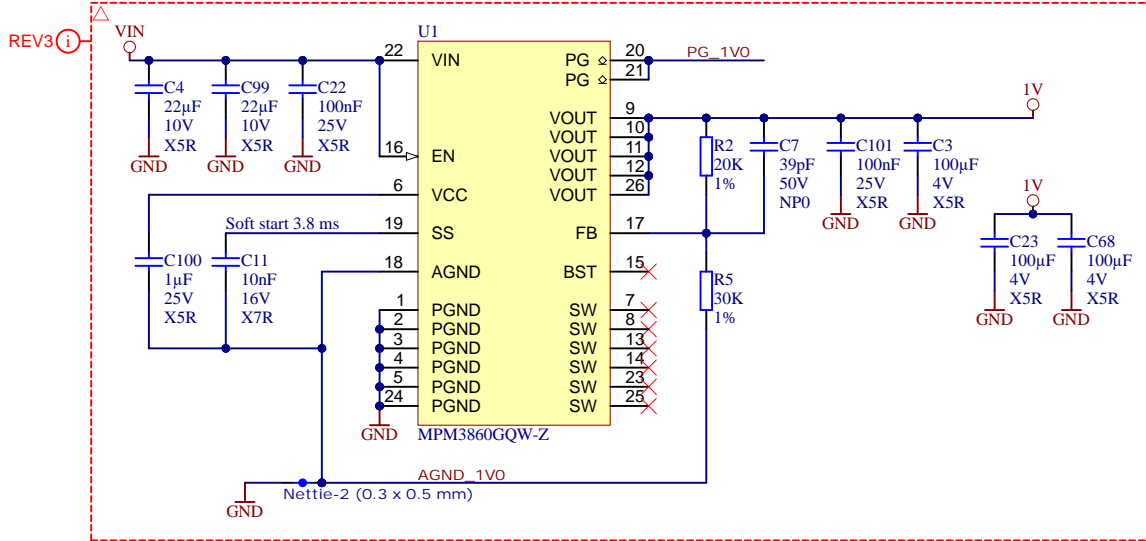 REV3
i
VIN
C4
22µF
10V
X5R
GND
C99
22µF
10V
X5R
GND
C22
100nF
25V
X5R
GND
C100
1µF
25V
X5R
Soft start 3.8 ms
C11
10nF
16V
X7R
U1
22 VIN
16 EN
6 VCC
19 SS
18 AGND
1 PGND
2 PGND
3 PGND
4 PGND
5 PGND
24 PGND
GND
PG 20
PG 21
VOUT 9
VOUT 10
VOUT 11
VOUT 12
VOUT 26
FB 17
BST 15
SW 7
SW 8
SW 13
SW 14
SW 23
SW 25
MPM3860GQW-Z
PG_1V0
R2
20K
1%
C7
39pF
50V
NP0
C101
100nF
25V
X5R
GND
1V
C3
100µF
4V
X5R
GND
R5
30K
1%
1V
C23
100µF
4V
X5R
GND
C68
100µF
4V
X5R
GND
AGND_1V0
Nettie-2 (0.3 x 0.5 mm)
GND